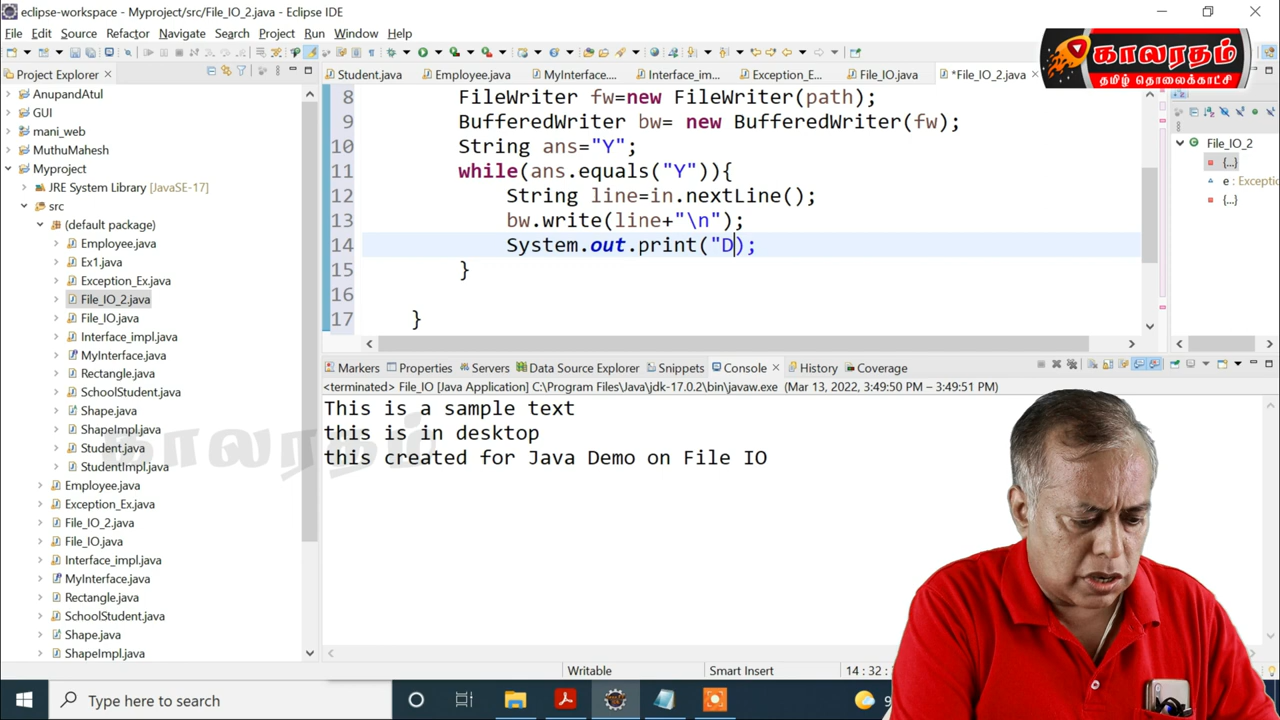 eclipse-workspace - Myproject/src/File_IO_2.java - Eclipse IDE
File Edit Source Refactor Navigate Search Project Run Window Help
காலரதம்
தமிழ் தொலைக்காட்சி
Project Explorer
Student.java Employee.java MyInterface.... Interface_im... Exception_E... File_IO.java *File_IO_2.java
AnupandAtul
GUI
mani_web
MuthuMahesh
Myproject
JRE System Library [JavaSE-17]
src
(default package)
Employee.java
Ex1.java
Exception_Ex.java
File_IO_2.java
File_IO.java
Interface_impl.java
MyInterface.java
Rectangle.java
SchoolStudent.java
Shape.java
ShapeImpl.java
Student.java
StudentImpl.java
Employee.java
Exception_Ex.java
File_IO_2.java
File_IO.java
Interface_impl.java
MyInterface.java
Rectangle.java
SchoolStudent.java
Shape.java
ShapeImpl.java
8 FileWriter fw=new FileWriter(path);
9 BufferedWriter bw= new BufferedWriter(fw);
10 String ans="Y";
11 while(ans.equals("Y")){
12 String line=in.nextLine();
13 bw.write(line+"\n");
14 System.out.print("D);
15 }
16
17 }
File_IO_2
{...}
e : Exceptio
{...}
Markers Properties Servers Data Source Explorer Snippets Console History Coverage
<terminated> File_IO [Java Application] C:\Program Files\Java\jdk-17.0.2\bin\javaw.exe (Mar 13, 2022, 3:49:50 PM – 3:49:51 PM)
This is a sample text
this is in desktop
this created for Java Demo on File IO
காலரதம்
Writable Smart Insert 14 : 32 :
Type here to search